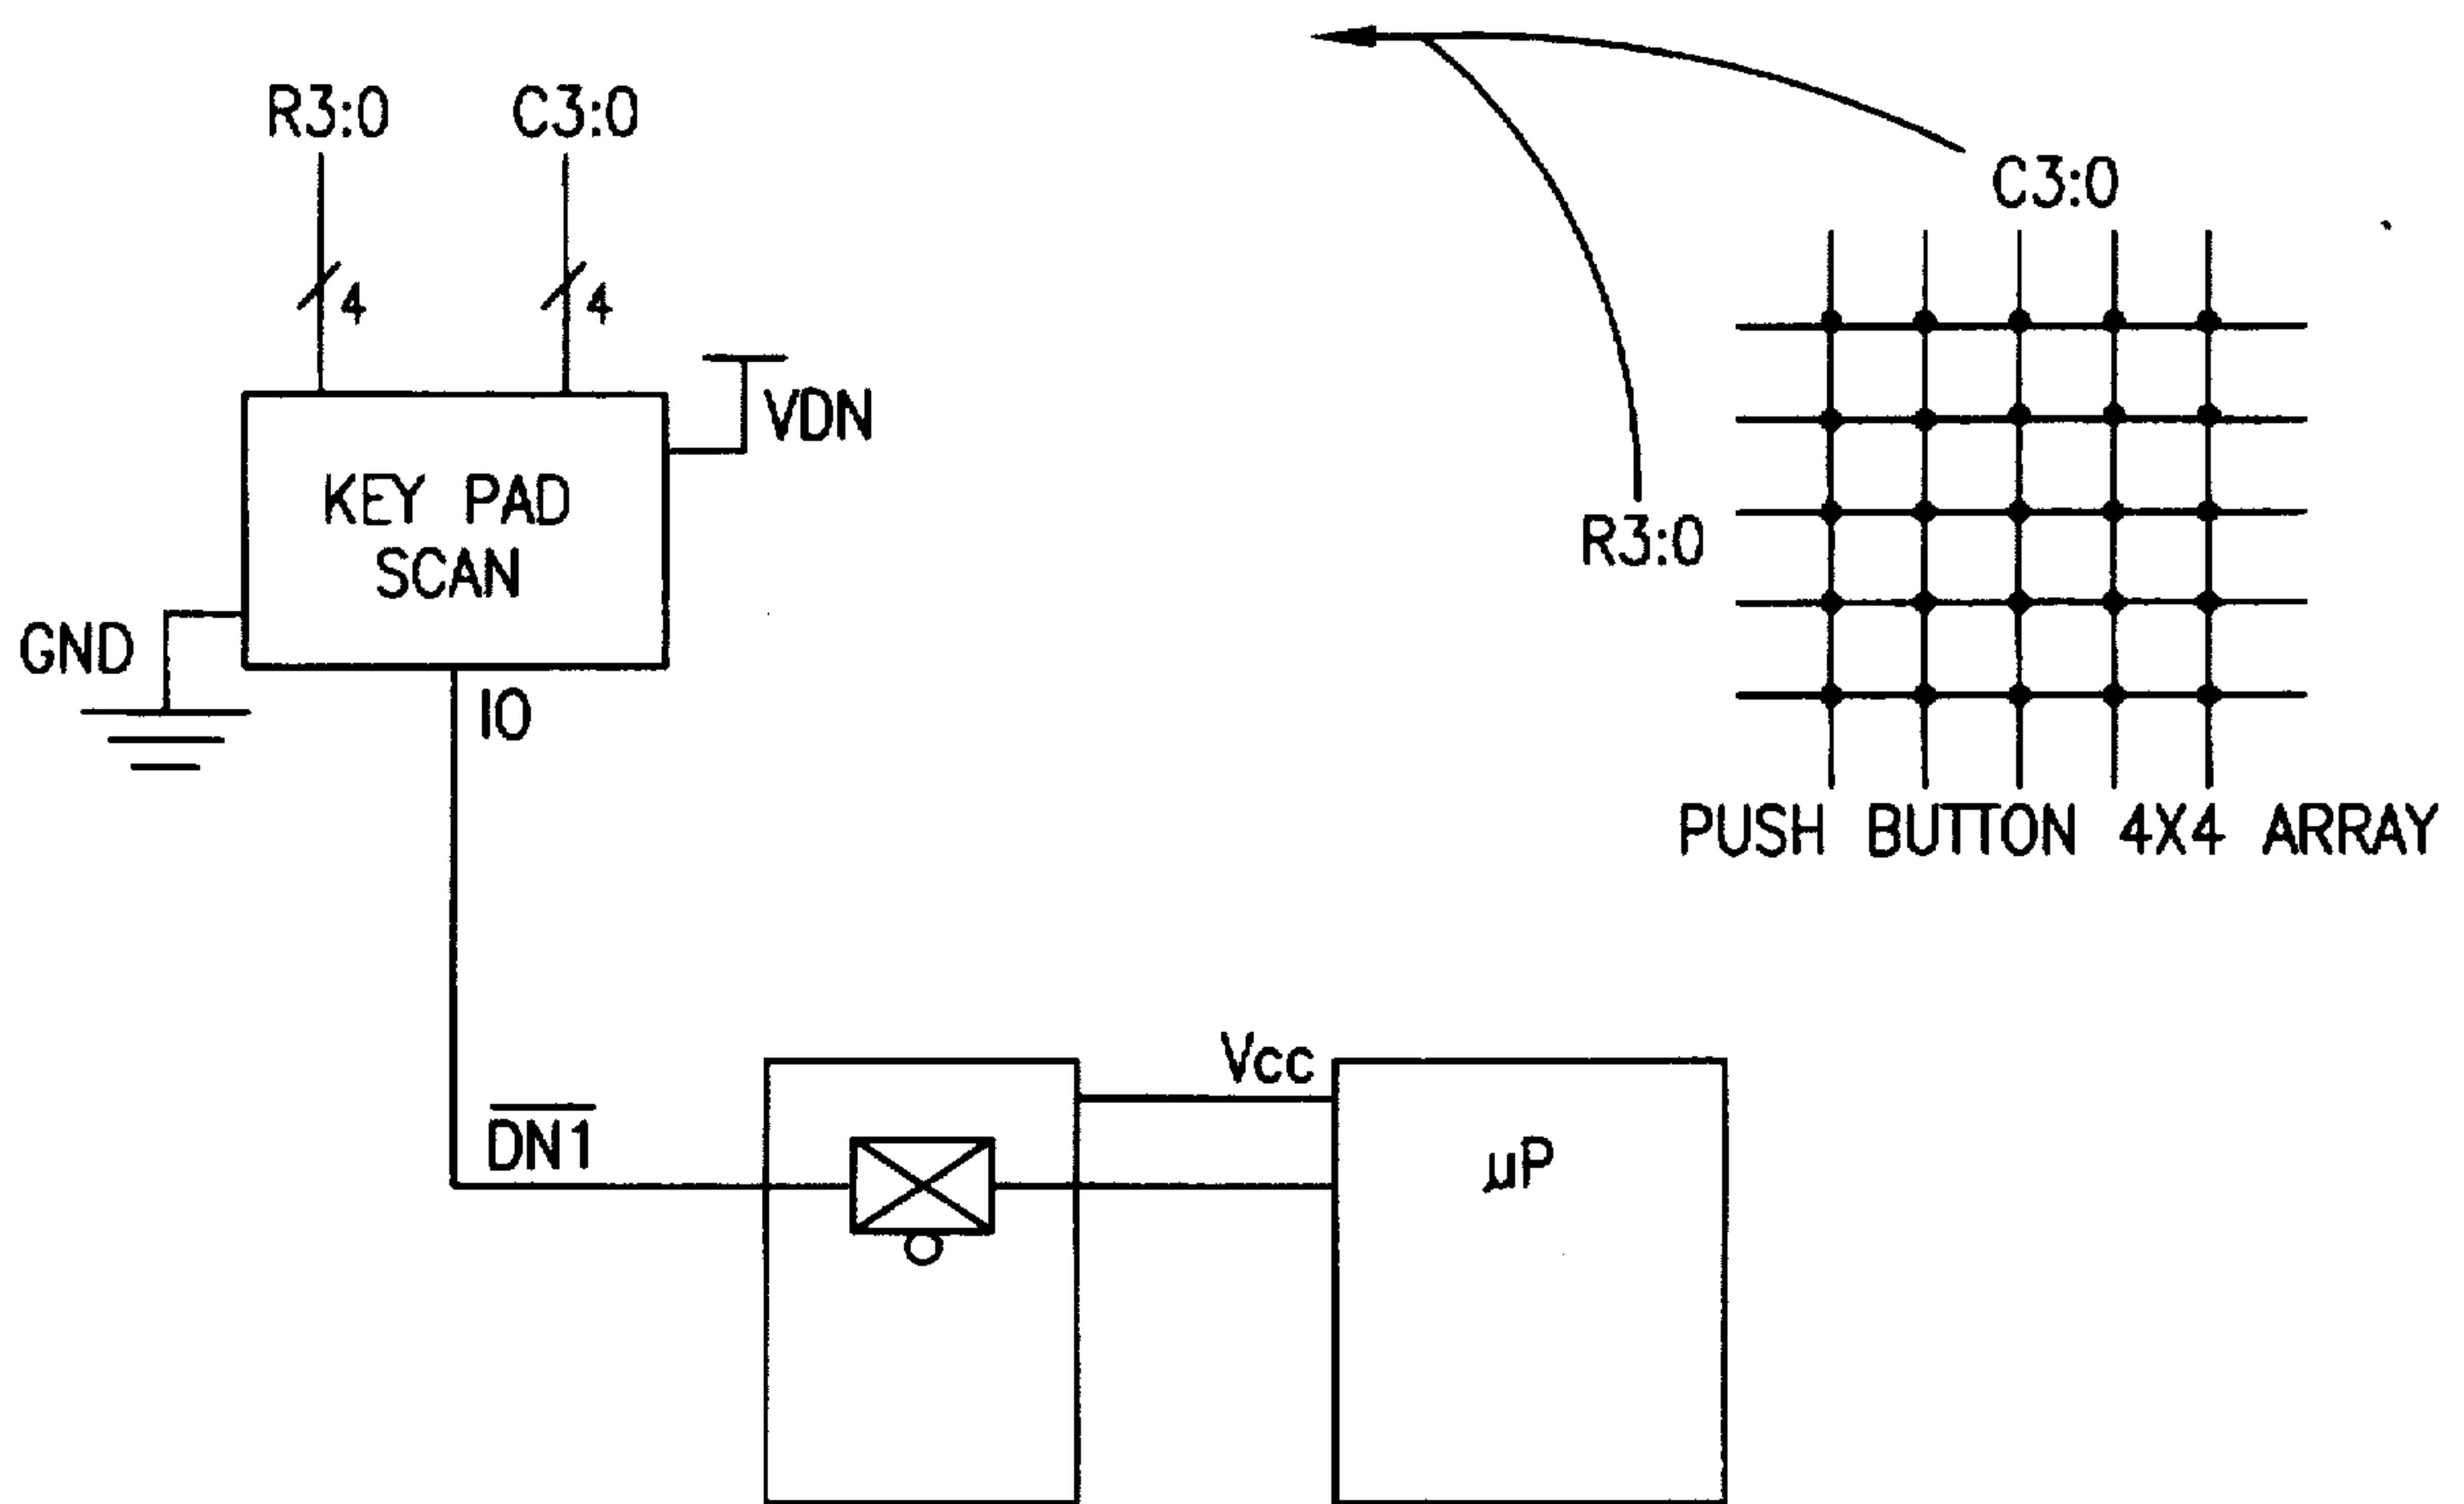 R3:0 C3:0
4 4
VDN
KEY PAD
SCAN
GND
IO
C3:0
R3:0
PUSH BUTTON 4X4 ARRAY
Vcc
D̅N̅1̅
μP